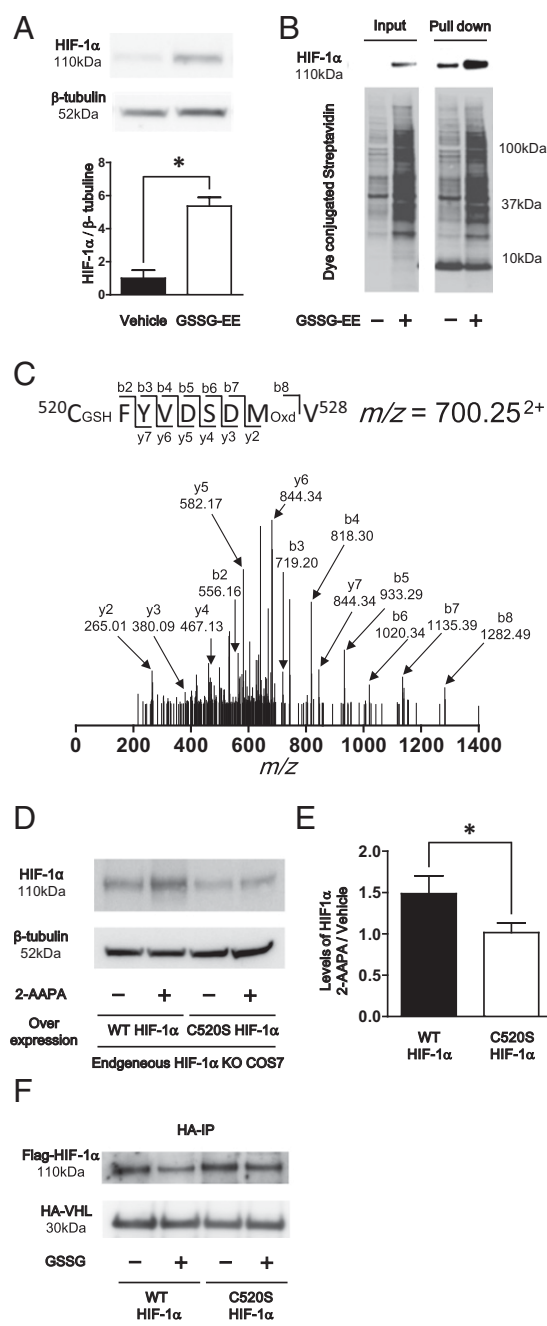 A
HIF-1α
110kDa
β-tubulin
52kDa
HIF-1α / β- tubuline
8
6
4
2
0
*
Vehicle GSSG-EE
B
Input Pull down
HIF-1α
110kDa
Dye conjugated Streptavidin
100kDa
37kDa
10kDa
GSSG-EE − + − +
C
b2 b3 b4 b5 b6 b7 b8
520CGSH F Y V D S D M Oxd V528 m/z = 700.252+
y7 y6 y5 y4 y3 y2
y6
844.34
y5
582.17
b4
818.30
b3
719.20
b2
556.16
y7
844.34
b5
933.29
y2
265.01
y3
380.09
y4
467.13
b6
1020.34
b7
1135.39
b8
1282.49
0 200 400 600 800 1000 1200 1400
m/z
D
HIF-1α
110kDa
β-tubulin
52kDa
2-AAPA − + − +
Over expression
WT HIF-1α C520S HIF-1α
Endgeneous HIF-1α KO COS7
E
Levels of HIF1α
2-AAPA / Vehicle
2.0
1.5
1.0
0.5
0.0
*
WT
HIF-1α
C520S
HIF-1α
F
HA-IP
Flag-HIF-1α
110kDa
HA-VHL
30kDa
GSSG − + − +
WT
HIF-1α
C520S
HIF-1α